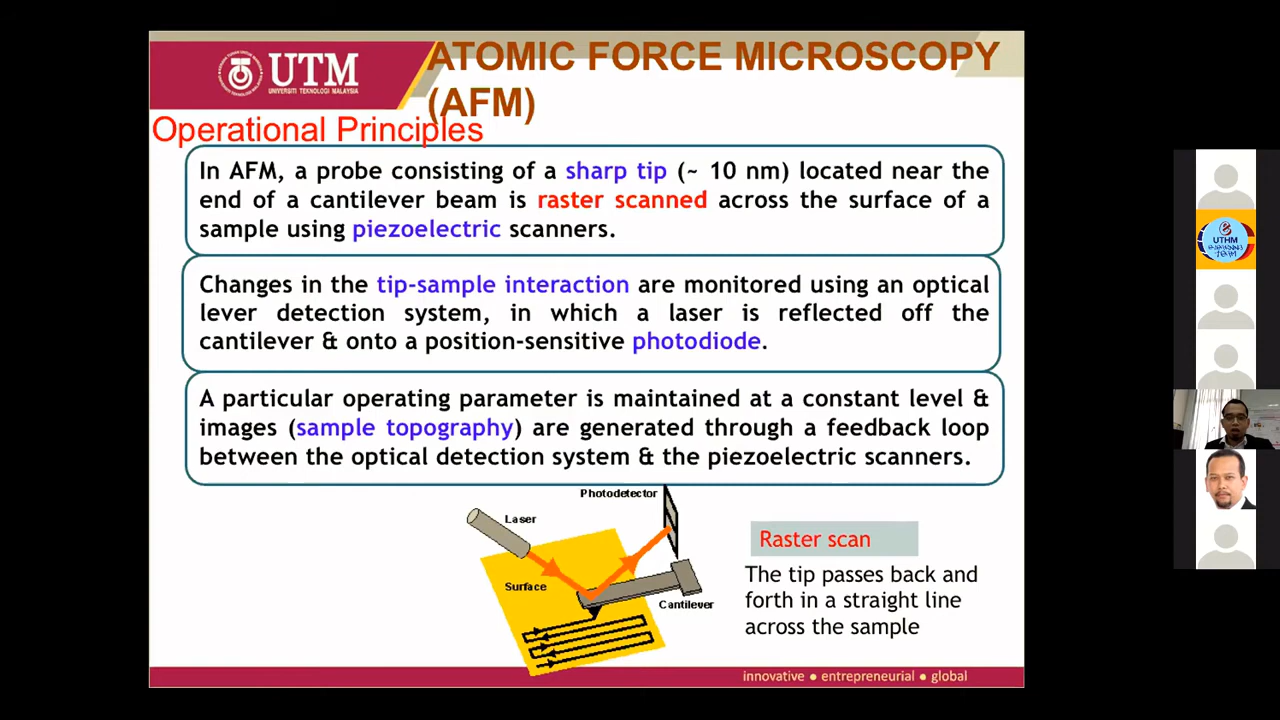 UTM
UNIVERSITI TEKNOLOGI MALAYSIA
ATOMIC FORCE MICROSCOPY
(AFM)
Operational Principles
In AFM, a probe consisting of a sharp tip (~ 10 nm) located near the
end of a cantilever beam is raster scanned across the surface of a
sample using piezoelectric scanners.
Changes in the tip-sample interaction are monitored using an optical
lever detection system, in which a laser is reflected off the
cantilever & onto a position-sensitive photodiode.
A particular operating parameter is maintained at a constant level &
images (sample topography) are generated through a feedback loop
between the optical detection system & the piezoelectric scanners.
Photodetector
Laser
Surface
Cantilever
Raster scan
The tip passes back and
forth in a straight line
across the sample
innovative ● entrepreneurial ● global
UTHM